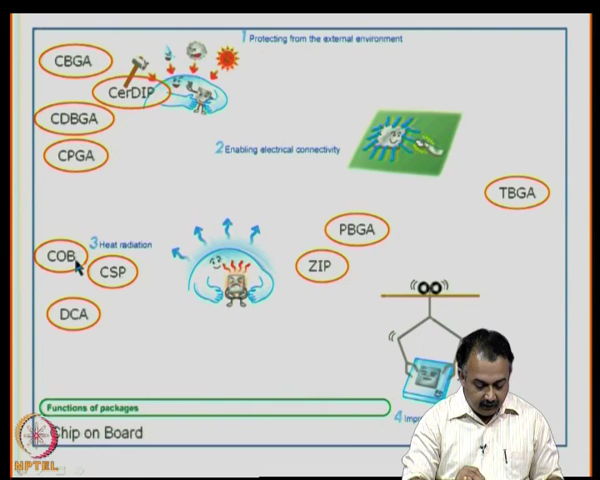 1 Protecting from the external environment
CBGA
CerDIP
CDBGA
CPGA
2 Enabling electrical connectivity
TBGA
PBGA
COB
3 Heat radiation
CSP
ZIP
DCA
Functions of packages
4
Chip on Board
NPTEL